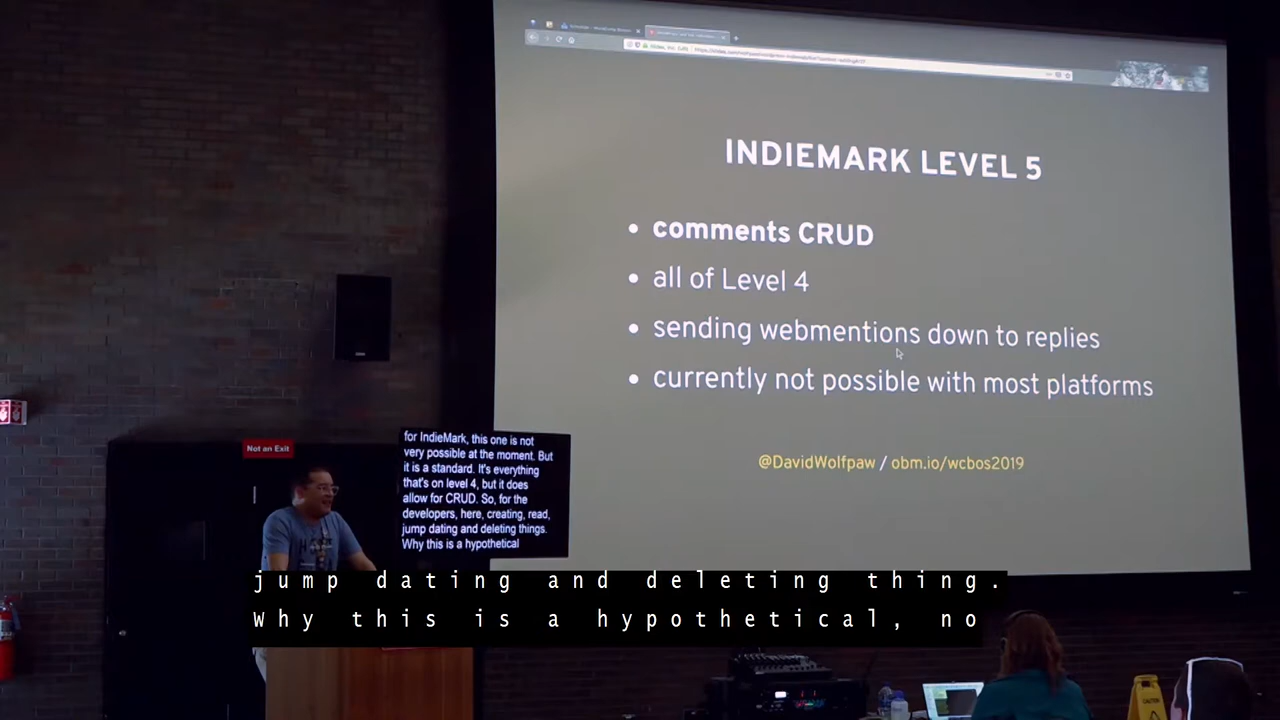 INDIEMARK LEVEL 5
• comments CRUD
• all of Level 4
• sending webmentions down to replies
• currently not possible with most platforms
@DavidWolfpaw / obm.io/wcbos2019
Not an Exit
for IndieMark, this one is not
very possible at the moment. But
it is a standard. It's everything
that's on level 4, but it does
allow for CRUD. So, for the
developers, here, creating, read,
jump dating and deleting things.
Why this is a hypothetical
jump dating and deleting thing.
Why this is a hypothetical, no
CAUTION